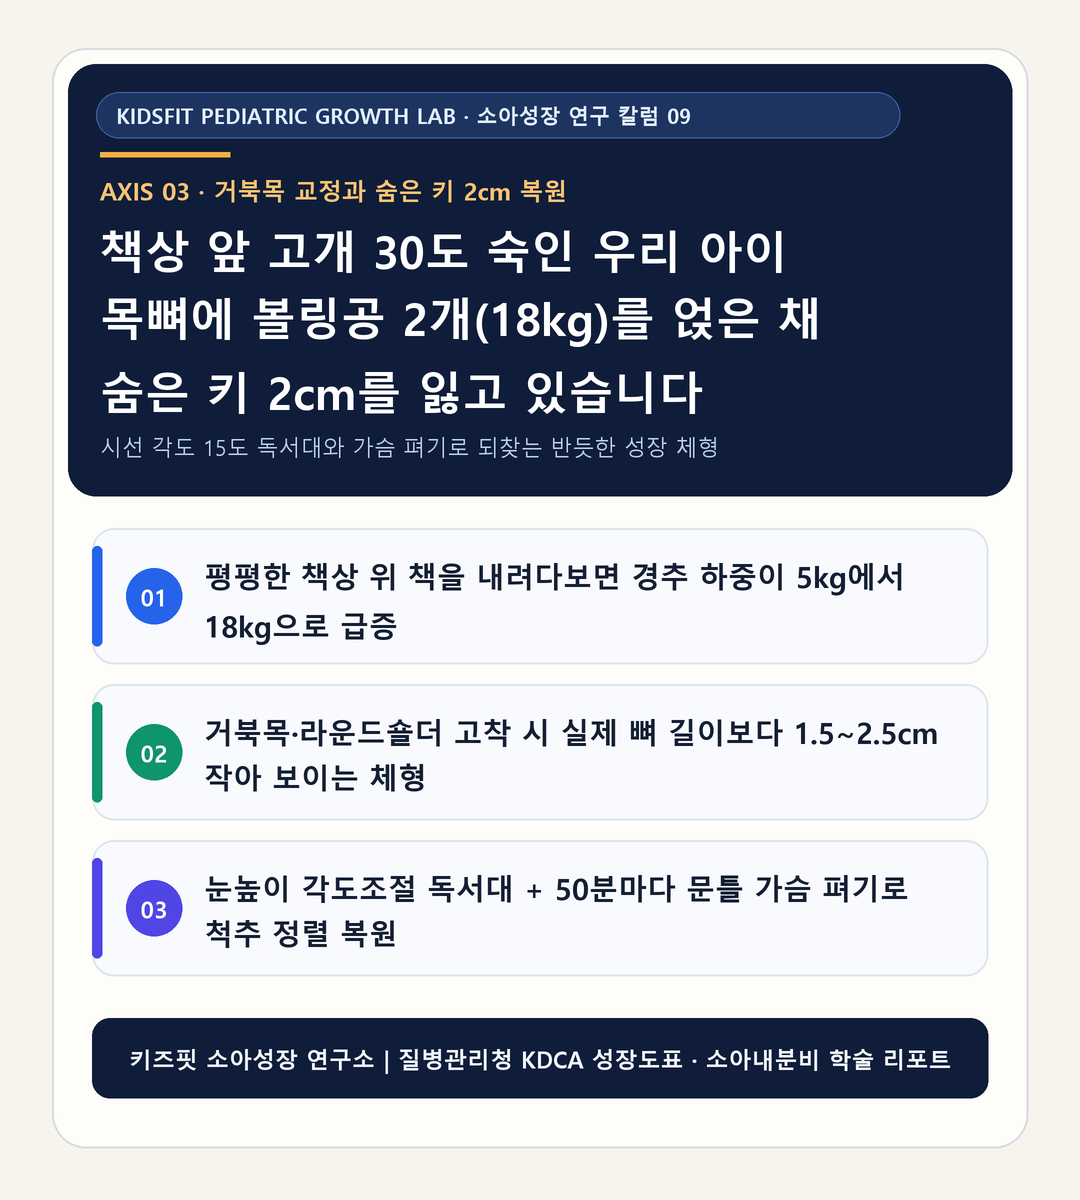 KIDSFIT PEDIATRIC GROWTH LAB · 소아성장 연구 칼럼 09
AXIS 03 · 거북목 교정과 숨은 키 2cm 복원
책상 앞 고개 30도 숙인 우리 아이
목뼈에 볼링공 2개(18kg)를 얹은 채
숨은 키 2cm를 잃고 있습니다
시선 각도 15도 독서대와 가슴 펴기로 되찾는 반듯한 성장 체형
01
평평한 책상 위 책을 내려다보면 경추 하중이 5kg에서
18kg으로 급증
02
거북목·라운드숄더 고착 시 실제 뼈 길이보다 1.5~2.5cm
작아 보이는 체형
03
눈높이 각도조절 독서대 + 50분마다 문틀 가슴 펴기로
척추 정렬 복원
키즈핏 소아성장 연구소 | 질병관리청 KDCA 성장도표 · 소아내분비 학술 리포트